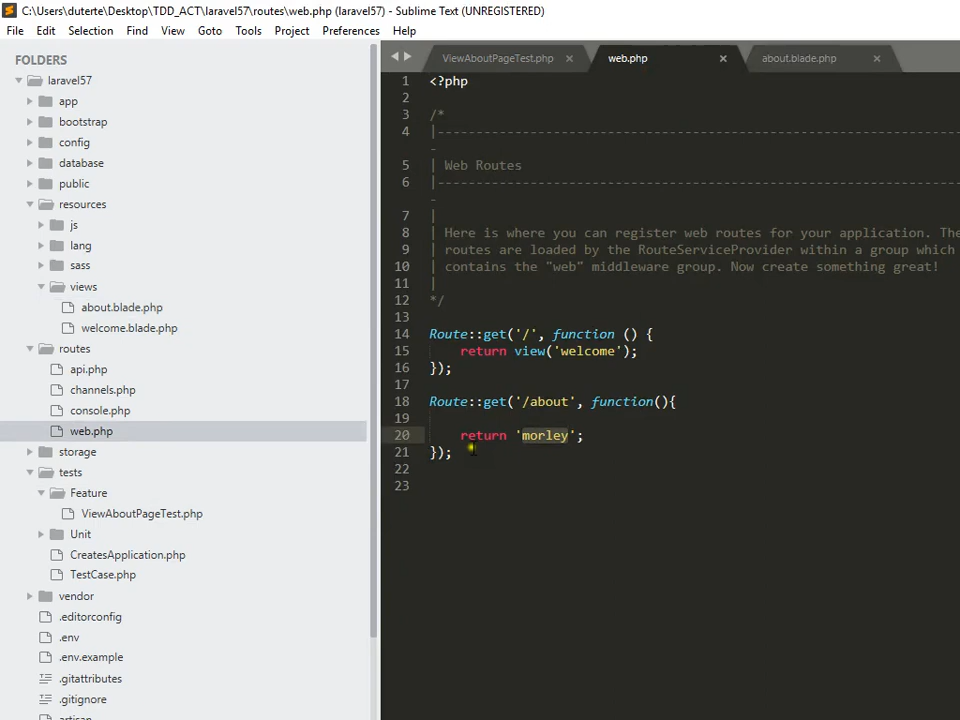 C:\Users\duterte\Desktop\TDD_ACT\laravel57\routes\web.php (laravel57) - Sublime Text (UNREGISTERED)
File Edit Selection Find View Goto Tools Project Preferences Help
FOLDERS
laravel57
app
bootstrap
config
database
public
resources
js
lang
sass
views
about.blade.php
welcome.blade.php
routes
api.php
channels.php
console.php
web.php
storage
tests
Feature
ViewAboutPageTest.php
Unit
CreatesApplication.php
TestCase.php
vendor
.editorconfig
.env
.env.example
.gitattributes
.gitignore
artisan
ViewAboutPageTest.php × web.php × about.blade.php ×
1 <?php
2
3 /*
4 |----------------------------------------------------------------------
-
5 | Web Routes
6 |----------------------------------------------------------------------
-
7 |
8 | Here is where you can register web routes for your application. The
9 | routes are loaded by the RouteServiceProvider within a group which
10 | contains the "web" middleware group. Now create something great!
11 |
12 */
13
14 Route::get('/', function () {
15 return view('welcome');
16 });
17
18 Route::get('/about', function(){
19
20 return 'morley';
21 });
22
23